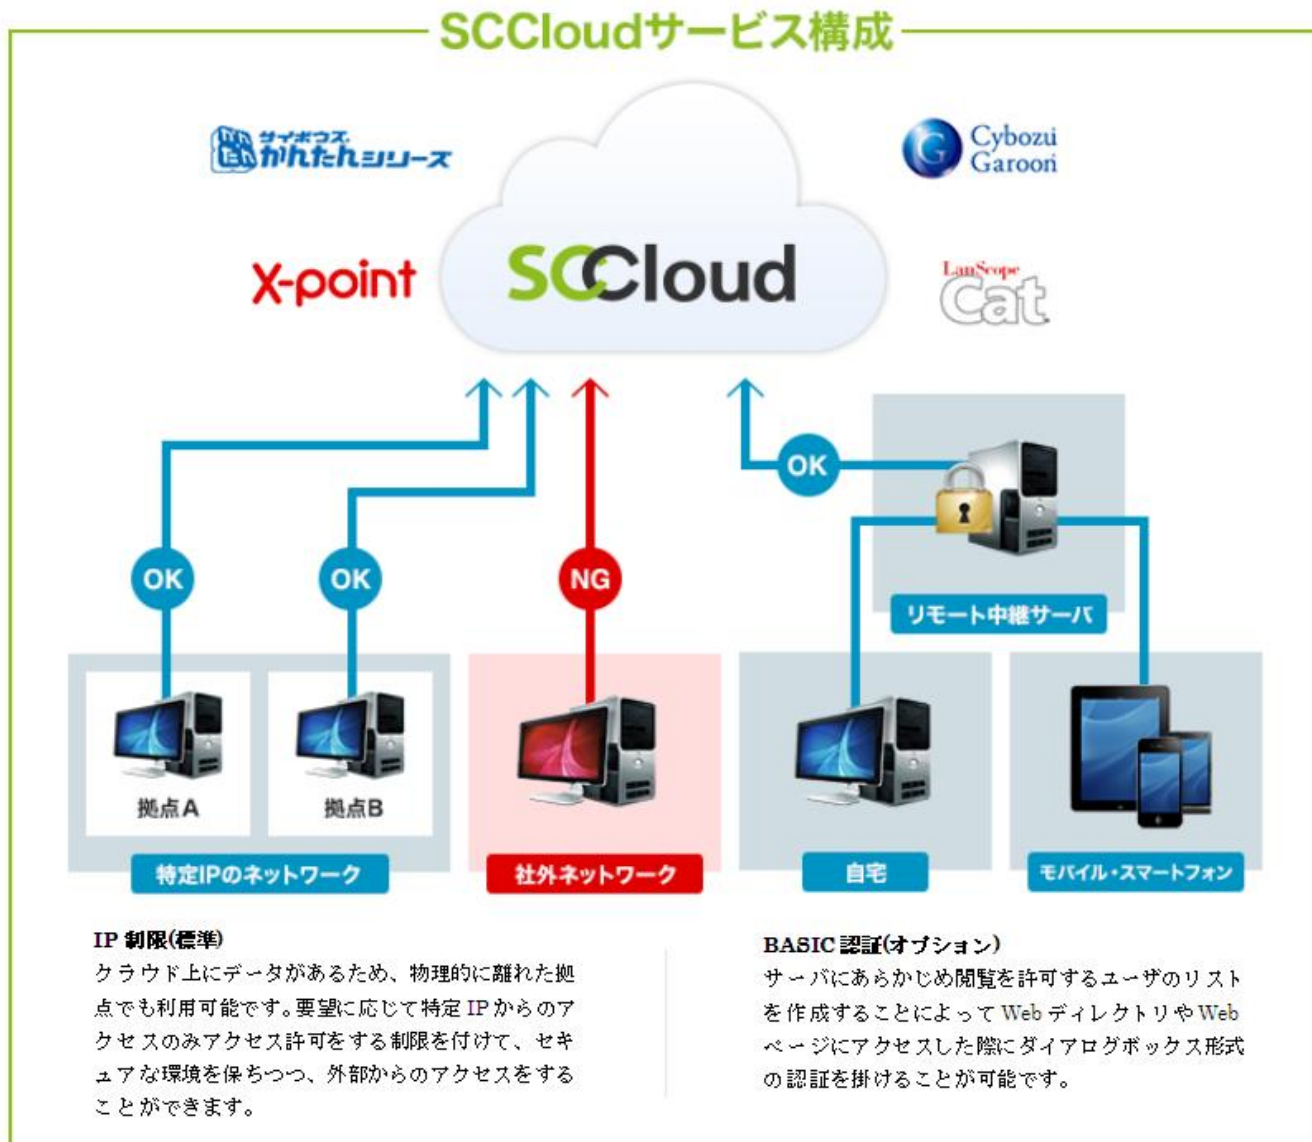 SCCloudサービス構成
サイボウズ
かんたん
かんたんシリーズ
Cybozu
Garoon
X-point
SCCloud
LanScope
Cat
OK
OK
OK
NG
リモート中継サーバ
拠点A
拠点B
特定IPのネットワーク
社外ネットワーク
自宅
モバイル・スマートフォン
IP 制限(標準)
クラウド上にデータがあるため、物理的に離れた拠
点でも利用可能です。要望に応じて特定 IP からのア
クセスのみアクセス許可をする制限を付けて、セキ
ュアな環境を保ちつつ、外部からのアクセスをする
ことができます。
BASIC 認証(オプション)
サーバにあらかじめ閲覧を許可するユーザのリスト
を作成することによって Web ディレクトリや Web
ページにアクセスした際にダイアログボックス形式
の認証を掛けることが可能です。